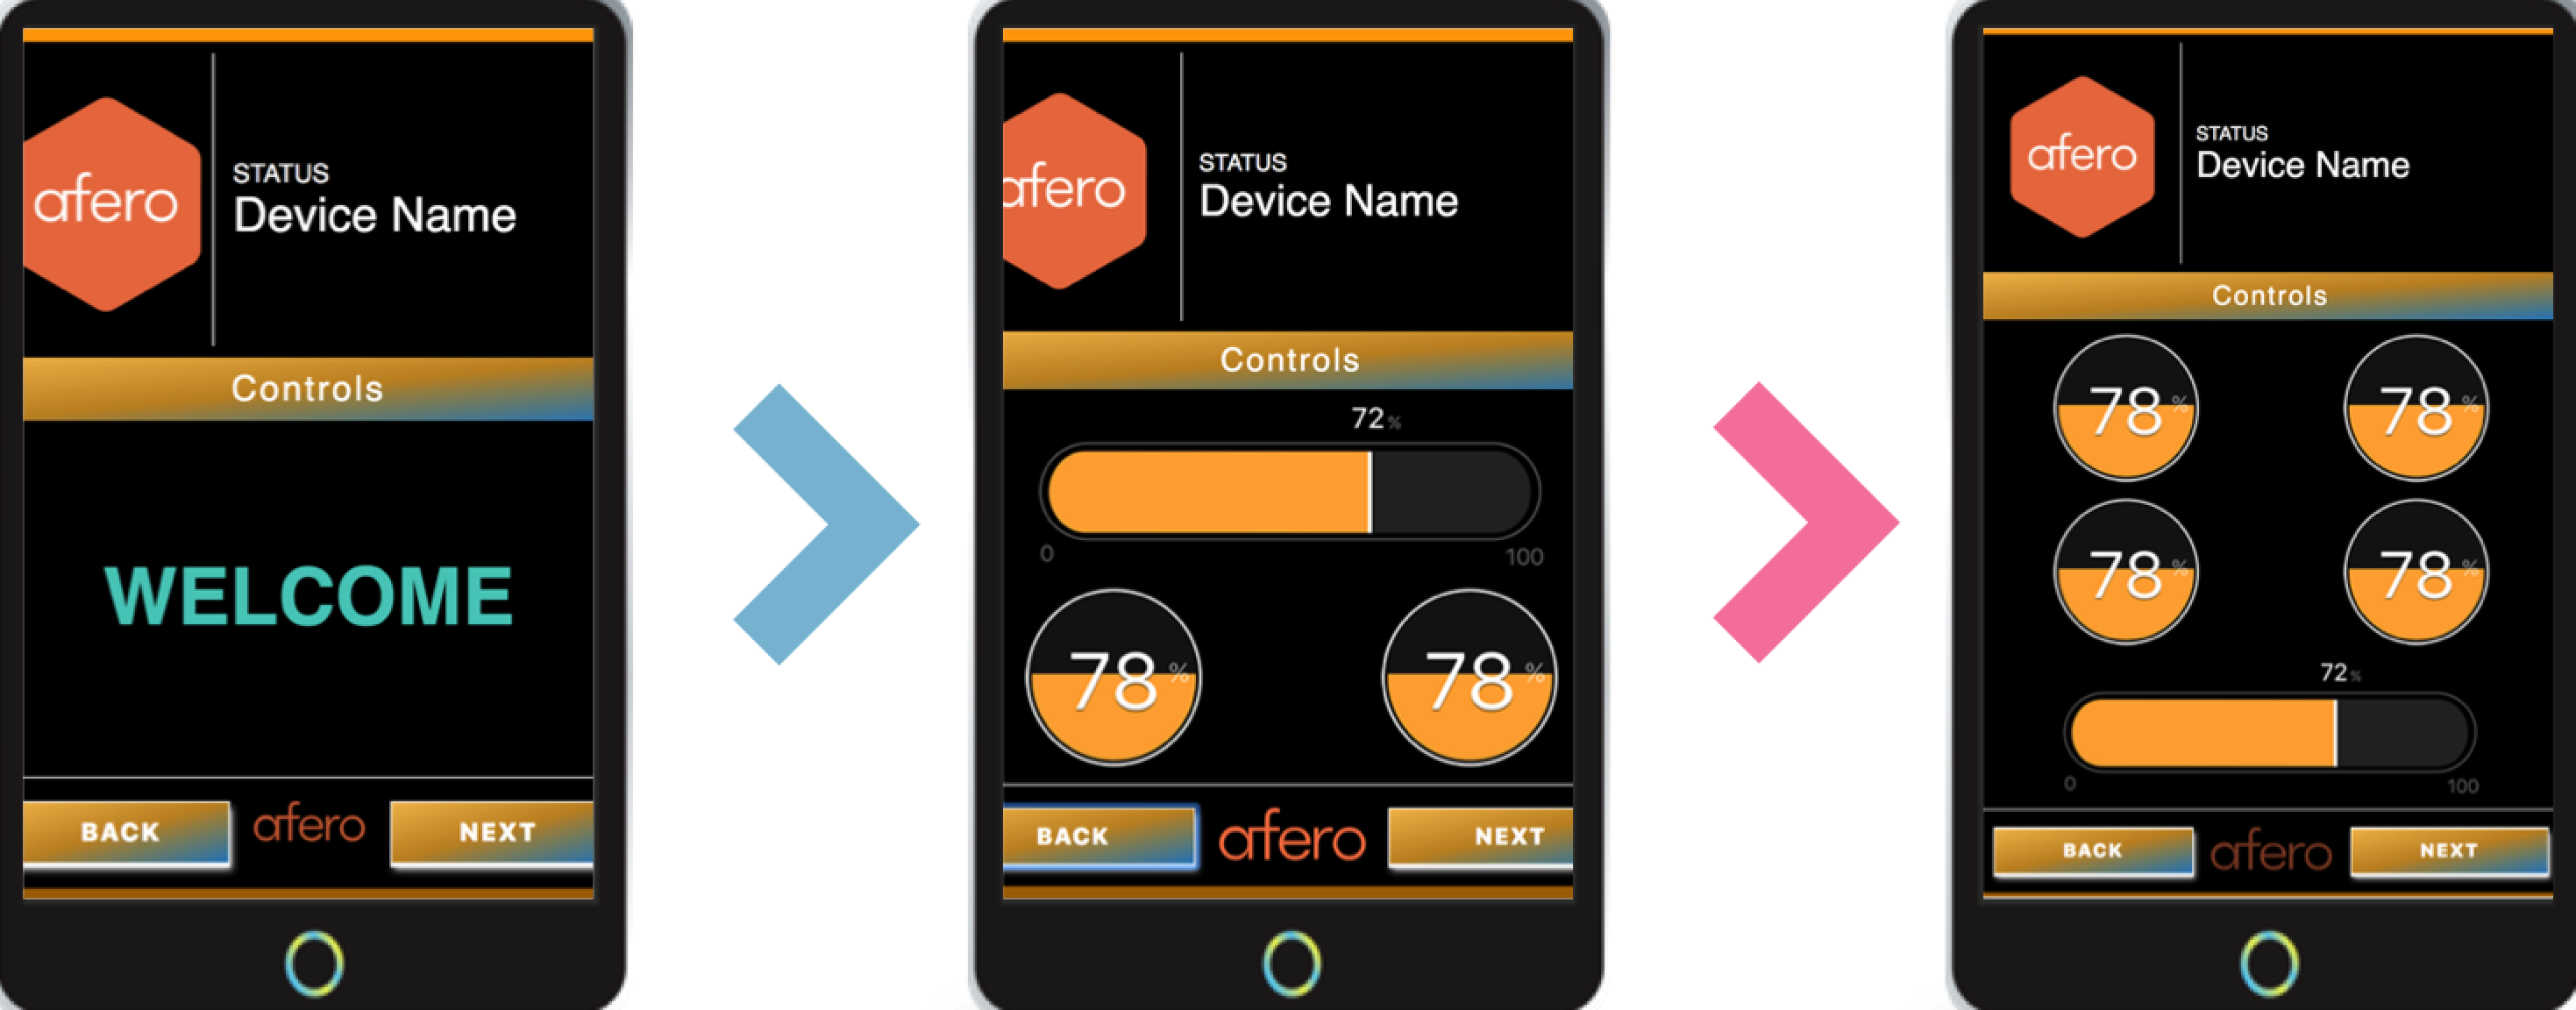 afero
STATUS
Device Name
Controls
WELCOME
BACK
afero
NEXT
afero
STATUS
Device Name
Controls
72%
0
100
78%
78%
BACK
afero
NEXT
afero
STATUS
Device Name
Controls
78%
78%
78%
78%
72%
0
100
BACK
afero
NEXT